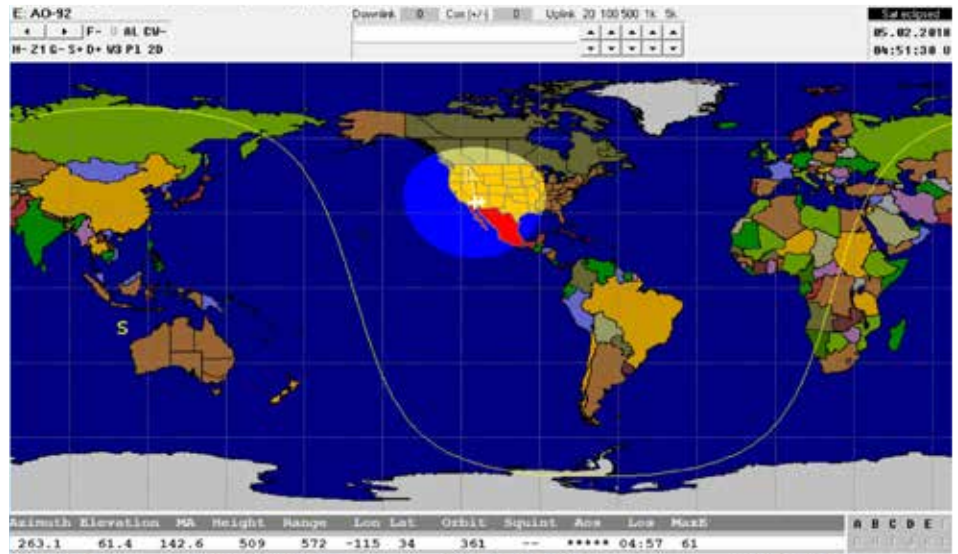 E: AO-92
Downlink 0 Corr [+/-] 0 Uplink 20 100 500 1k 5k
Sat eclipsed
F- AL CW-
05.02.2018
H- Z1 G- S+ D+ W3 P1 2D
04:51:30 U
S
Azimuth Elevation MA Height Range Lon Lat Orbit Squint Aos Los MaxE
A B C D E
263.1 61.4 142.6 509 572 -115 34 361 -- ***** 04:57 61